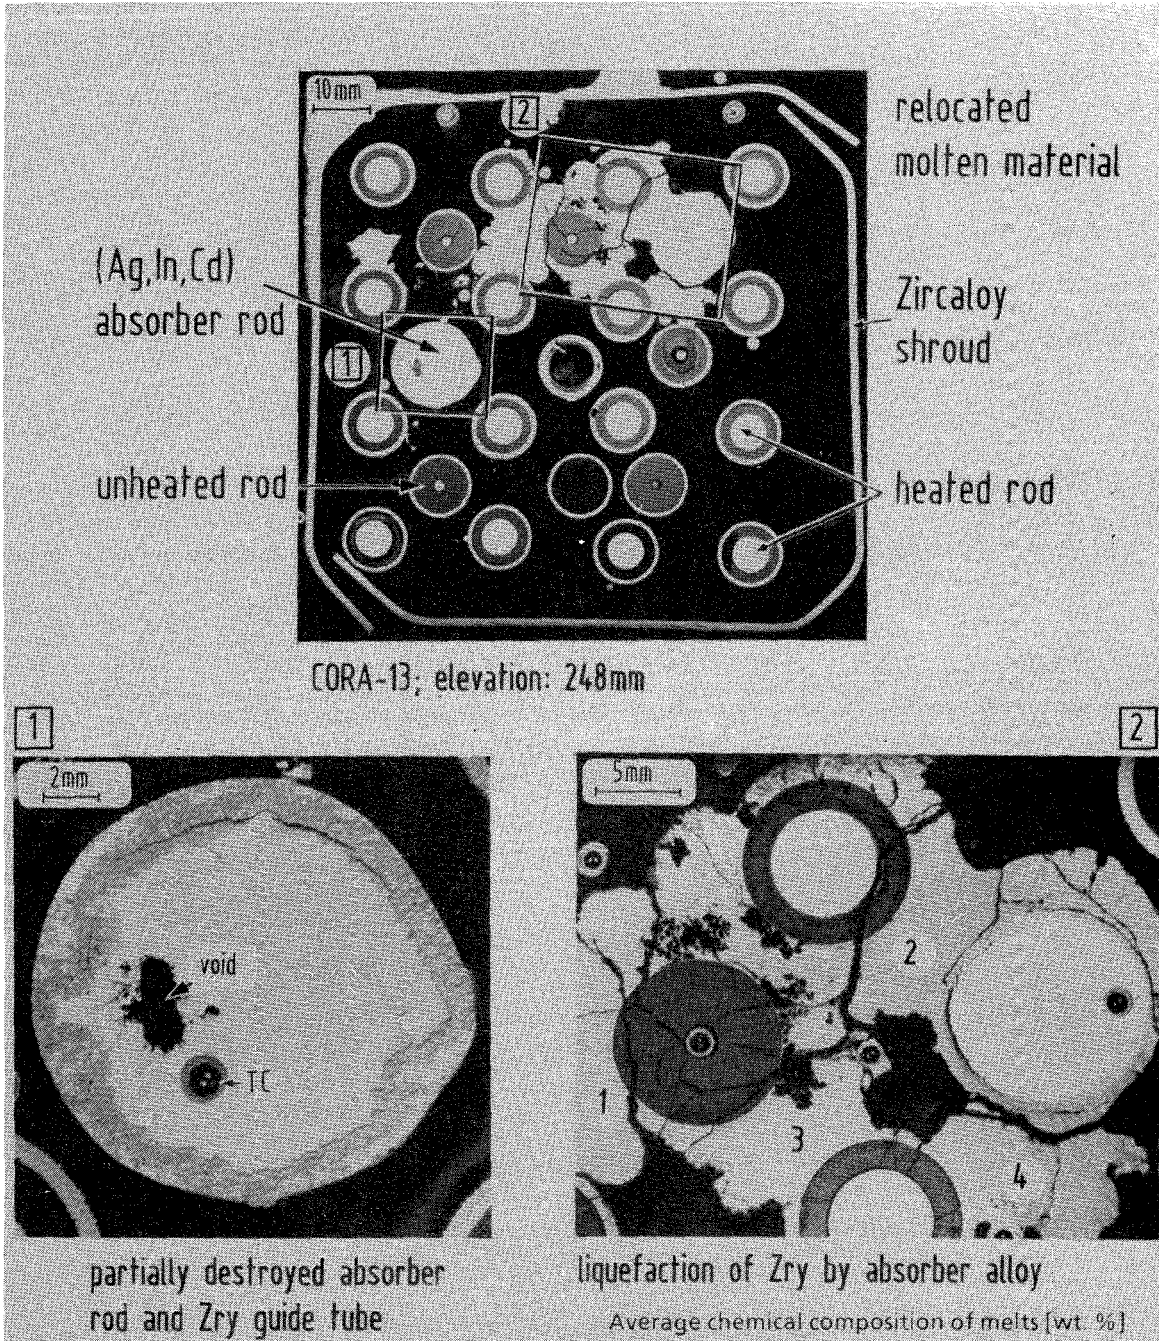 10mm
2
relocated
molten material
(Ag,In,Cd)
absorber rod
Zircaloy
shroud
1
unheated rod
heated rod
CORA-13; elevation: 248mm
1
2
2mm
5mm
void
TC
1
2
3
4
partially destroyed absorber
rod and Zry guide tube
liquefaction of Zry by absorber alloy
Average chemical composition of melts [wt. %]